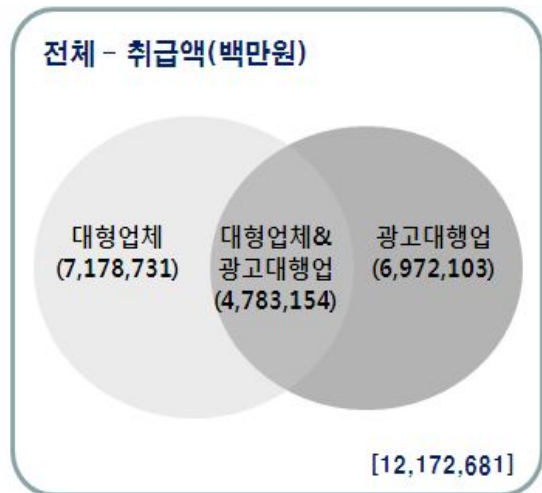 전체 - 취급액(백만원)
대형업체
(7,178,731)
대형업체&
광고대행업
(4,783,154)
광고대행업
(6,972,103)
[12,172,681]